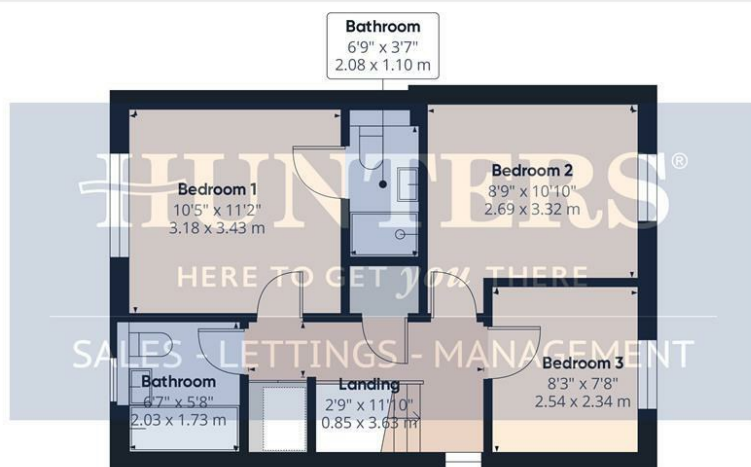 Bathroom
6'9" x 3'7"
2.08 x 1.10 m
HUNTERS®
HERE TO GET you THERE
SALES - LETTINGS - MANAGEMENT
Bedroom 1
10'5" x 11'2"
3.18 x 3.43 m
Bedroom 2
8'9" x 10'10"
2.69 x 3.32 m
Bathroom
6'7" x 5'8"
2.03 x 1.73 m
Landing
2'9" x 11'10"
0.85 x 3.63 m
Bedroom 3
8'3" x 7'8"
2.54 x 2.34 m